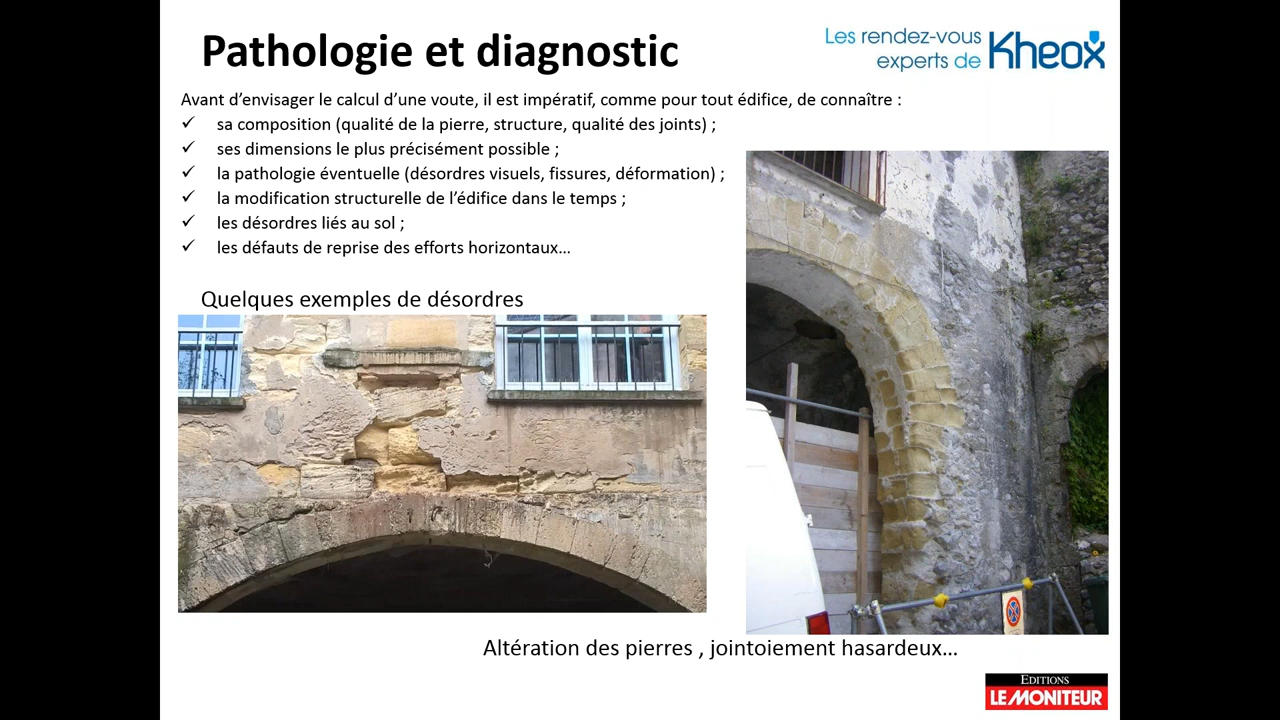 Pathologie et diagnostic
Les rendez-vous
experts de Kheox
Avant d’envisager le calcul d’une voute, il est impératif, comme pour tout édifice, de connaître :
✓ sa composition (qualité de la pierre, structure, qualité des joints) ;
✓ ses dimensions le plus précisément possible ;
✓ la pathologie éventuelle (désordres visuels, fissures, déformation) ;
✓ la modification structurelle de l’édifice dans le temps ;
✓ les désordres liés au sol ;
✓ les défauts de reprise des efforts horizontaux…
Quelques exemples de désordres
Altération des pierres , jointoiement hasardeux…
EDITIONS
LE MONITEUR